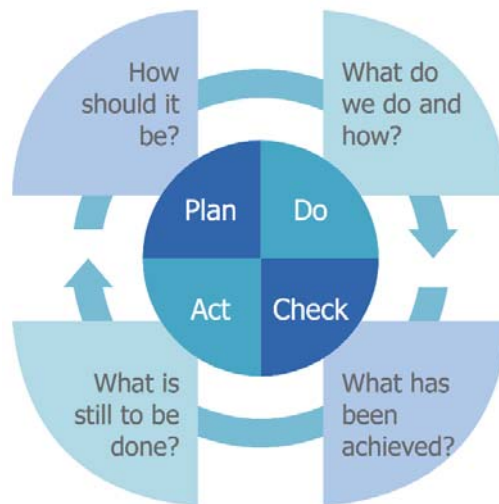 How
should it
be?
What do
we do and
how?
Plan
Do
Act
Check
What is
still to be
done?
What has
been
achieved?